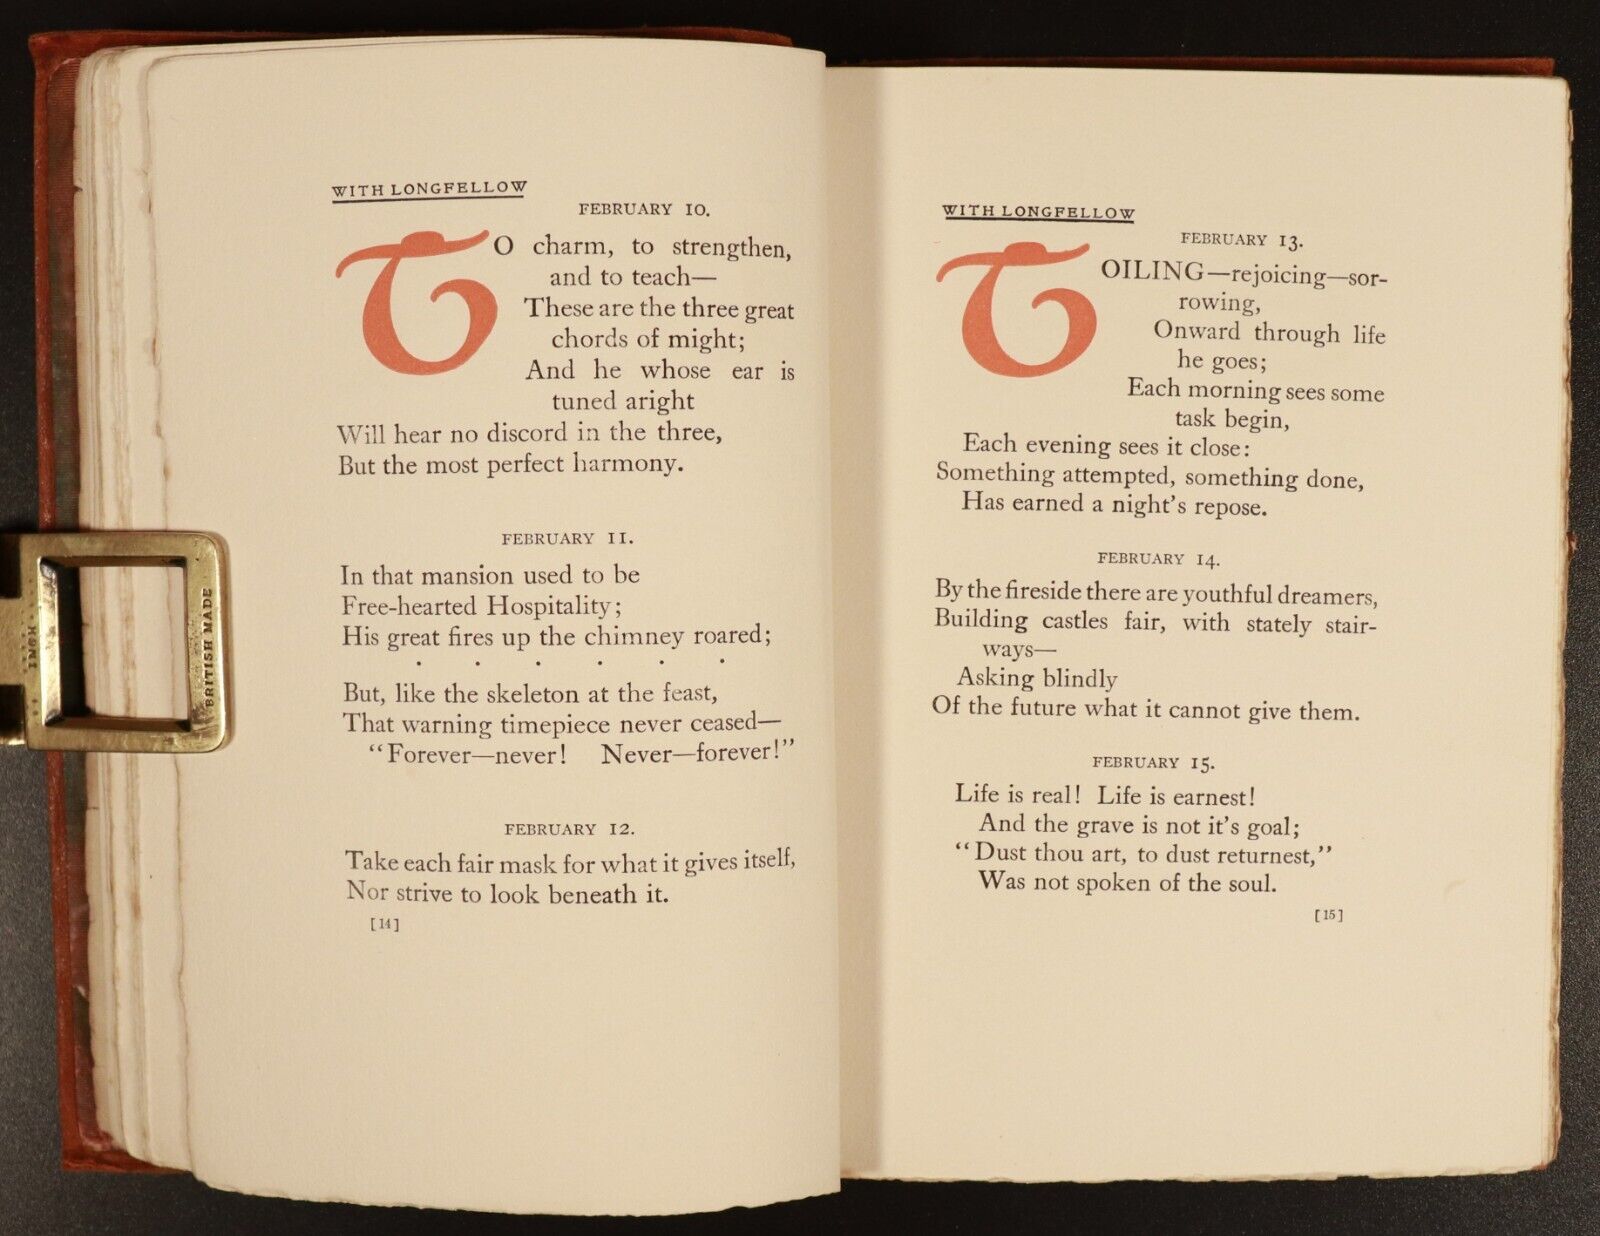 WITH LONGFELLOW
FEBRUARY 10.
TO charm, to strengthen,
and to teach—
These are the three great
chords of might;
And he whose ear is
tuned aright
Will hear no discord in the three,
But the most perfect harmony.
FEBRUARY 11.
In that mansion used to be
Free-hearted Hospitality;
His great fires up the chimney roared;
. . . . . .
But, like the skeleton at the feast,
That warning timepiece never ceased—
"Forever—never! Never—forever!"
FEBRUARY 12.
Take each fair mask for what it gives itself,
Nor strive to look beneath it.
[14]
WITH LONGFELLOW
FEBRUARY 13.
TOILING—rejoicing—sor-
rowing,
Onward through life
he goes;
Each morning sees some
task begin,
Each evening sees it close:
Something attempted, something done,
Has earned a night's repose.
FEBRUARY 14.
By the fireside there are youthful dreamers,
Building castles fair, with stately stair-
ways—
Asking blindly
Of the future what it cannot give them.
FEBRUARY 15.
Life is real! Life is earnest!
And the grave is not it's goal;
"Dust thou art, to dust returnest,"
Was not spoken of the soul.
[15]
BRITISH MADE
INCH